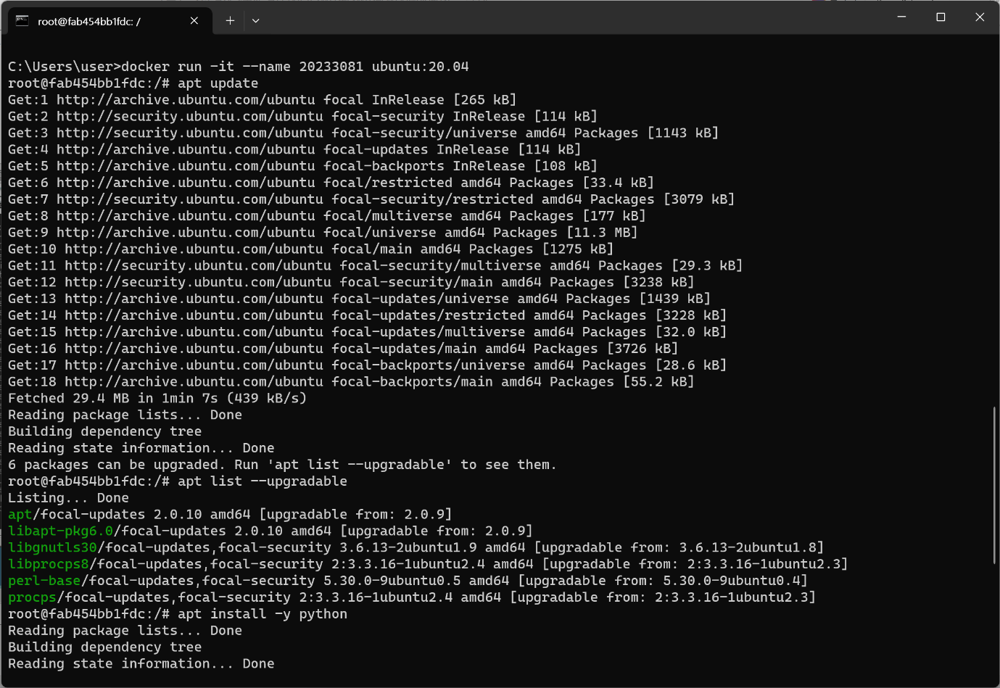 root@fab454bb1fdc: /
C:\Users\user>docker run -it --name 20233081 ubuntu:20.04
root@fab454bb1fdc:/# apt update
Get:1 http://archive.ubuntu.com/ubuntu focal InRelease [265 kB]
Get:2 http://security.ubuntu.com/ubuntu focal-security InRelease [114 kB]
Get:3 http://security.ubuntu.com/ubuntu focal-security/universe amd64 Packages [1143 kB]
Get:4 http://archive.ubuntu.com/ubuntu focal-updates InRelease [114 kB]
Get:5 http://archive.ubuntu.com/ubuntu focal-backports InRelease [108 kB]
Get:6 http://archive.ubuntu.com/ubuntu focal/restricted amd64 Packages [33.4 kB]
Get:7 http://security.ubuntu.com/ubuntu focal-security/restricted amd64 Packages [3079 kB]
Get:8 http://archive.ubuntu.com/ubuntu focal/multiverse amd64 Packages [177 kB]
Get:9 http://archive.ubuntu.com/ubuntu focal/universe amd64 Packages [11.3 MB]
Get:10 http://archive.ubuntu.com/ubuntu focal/main amd64 Packages [1275 kB]
Get:11 http://security.ubuntu.com/ubuntu focal-security/multiverse amd64 Packages [29.3 kB]
Get:12 http://security.ubuntu.com/ubuntu focal-security/main amd64 Packages [3238 kB]
Get:13 http://archive.ubuntu.com/ubuntu focal-updates/universe amd64 Packages [1439 kB]
Get:14 http://archive.ubuntu.com/ubuntu focal-updates/restricted amd64 Packages [3228 kB]
Get:15 http://archive.ubuntu.com/ubuntu focal-updates/multiverse amd64 Packages [32.0 kB]
Get:16 http://archive.ubuntu.com/ubuntu focal-updates/main amd64 Packages [3726 kB]
Get:17 http://archive.ubuntu.com/ubuntu focal-backports/universe amd64 Packages [28.6 kB]
Get:18 http://archive.ubuntu.com/ubuntu focal-backports/main amd64 Packages [55.2 kB]
Fetched 29.4 MB in 1min 7s (439 kB/s)
Reading package lists... Done
Building dependency tree
Reading state information... Done
6 packages can be upgraded. Run 'apt list --upgradable' to see them.
root@fab454bb1fdc:/# apt list --upgradable
Listing... Done
apt/focal-updates 2.0.10 amd64 [upgradable from: 2.0.9]
libapt-pkg6.0/focal-updates 2.0.10 amd64 [upgradable from: 2.0.9]
libgnutls30/focal-updates,focal-security 3.6.13-2ubuntu1.9 amd64 [upgradable from: 3.6.13-2ubuntu1.8]
libprocps8/focal-updates,focal-security 2:3.3.16-1ubuntu2.4 amd64 [upgradable from: 2:3.3.16-1ubuntu2.3]
perl-base/focal-updates,focal-security 5.30.0-9ubuntu0.5 amd64 [upgradable from: 5.30.0-9ubuntu0.4]
procps/focal-updates,focal-security 2:3.3.16-1ubuntu2.4 amd64 [upgradable from: 2:3.3.16-1ubuntu2.3]
root@fab454bb1fdc:/# apt install -y python
Reading package lists... Done
Building dependency tree
Reading state information... Done